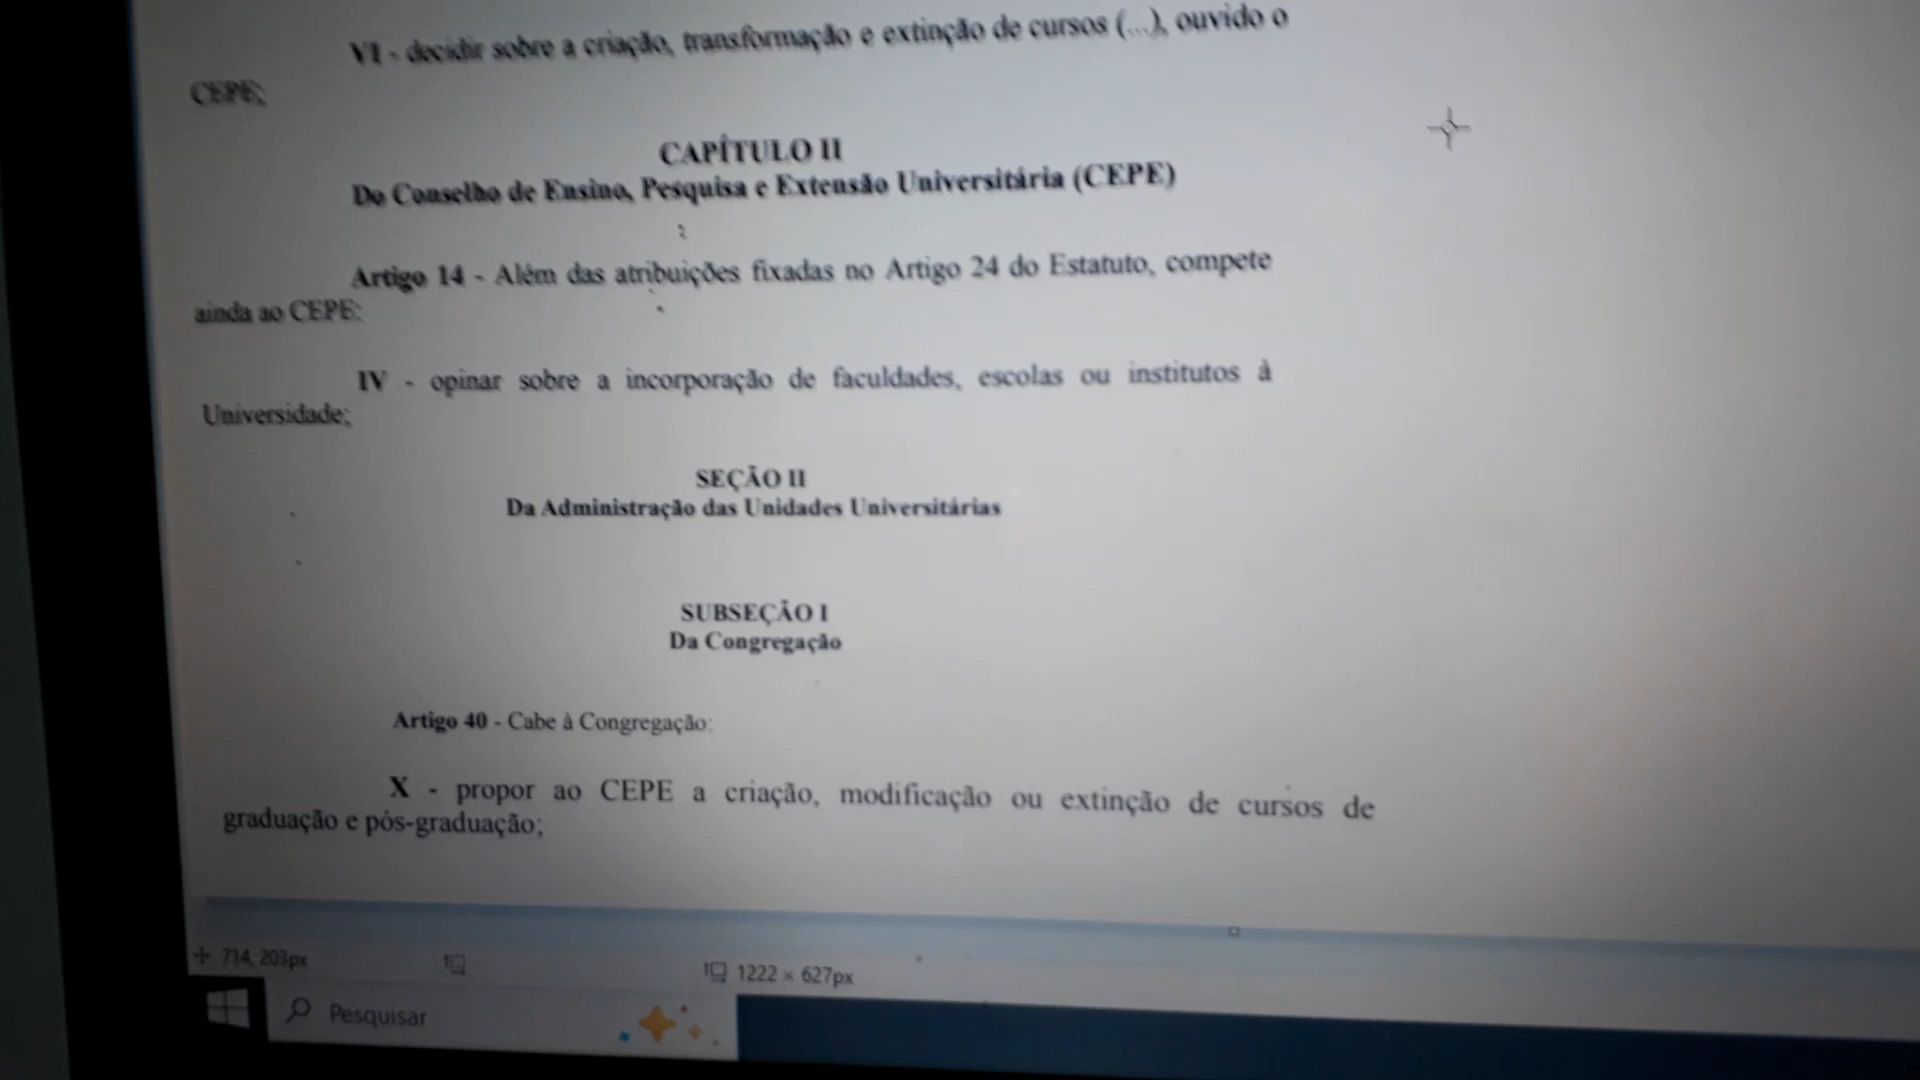 VI - decidir sobre a criação, transformação e extinção de cursos (...), ouvido o
CEPE;
CAPÍTULO II
Do Conselho de Ensino, Pesquisa e Extensão Universitária (CEPE)
Artigo 14 - Além das atribuições fixadas no Artigo 24 do Estatuto, compete
ainda ao CEPE:
IV - opinar sobre a incorporação de faculdades, escolas ou institutos à
Universidade;
SEÇÃO II
Da Administração das Unidades Universitárias
SUBSEÇÃO I
Da Congregação
Artigo 40 - Cabe à Congregação:
X - propor ao CEPE a criação, modificação ou extinção de cursos de
graduação e pós-graduação;
714, 203px
1222 × 627px
Pesquisar